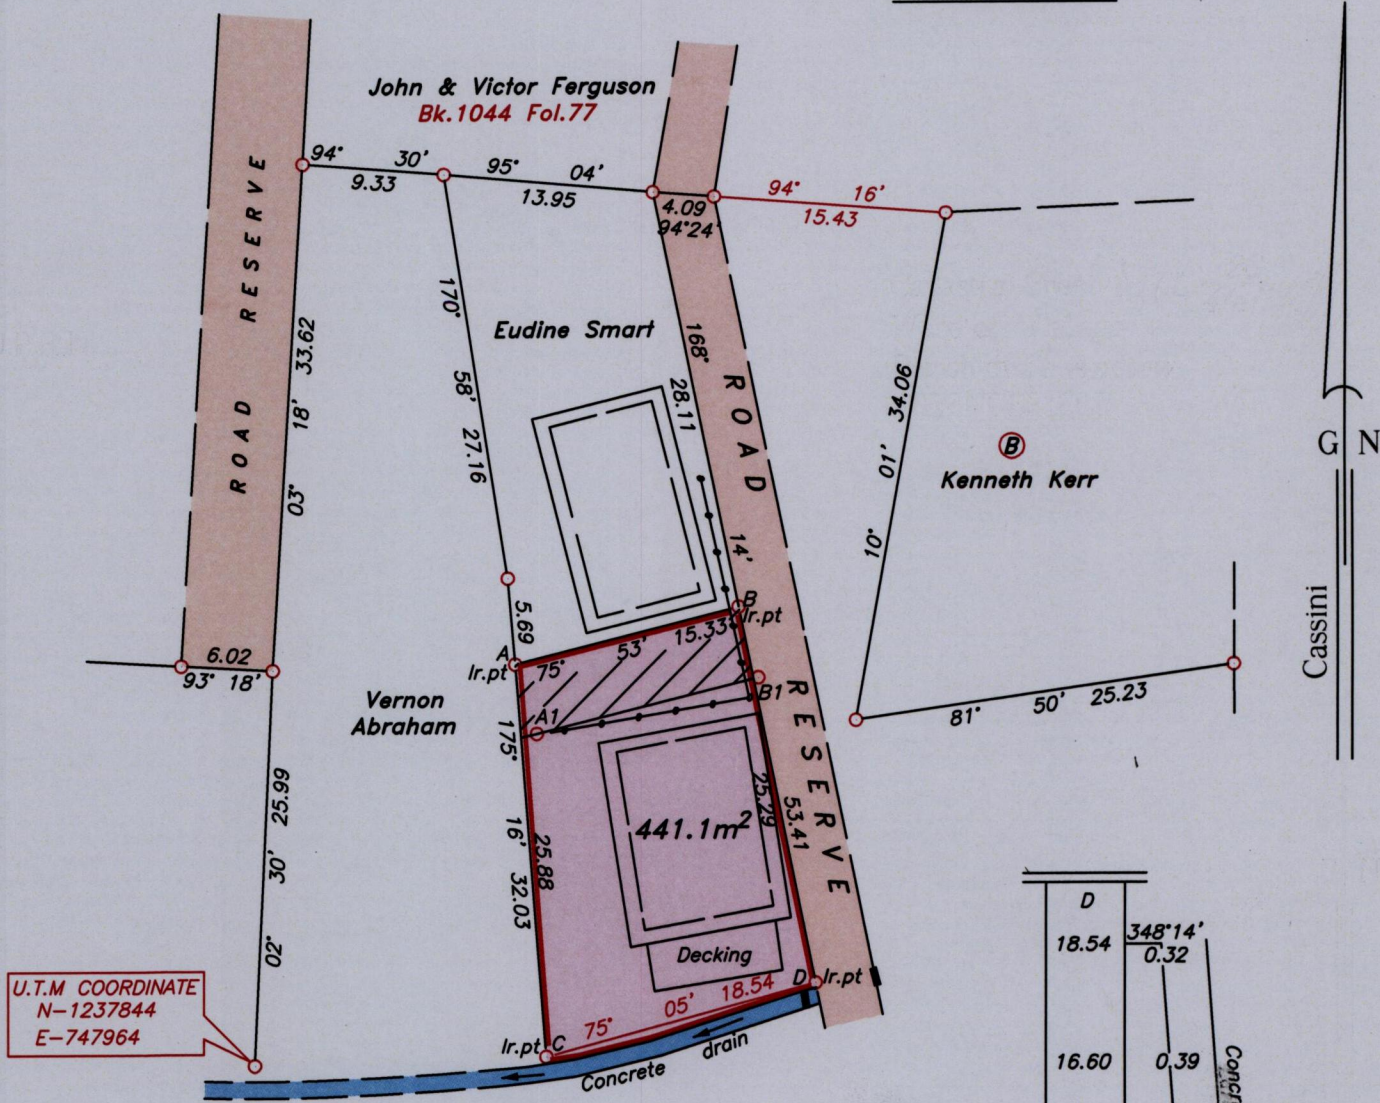 John & Victor Ferguson
Bk.1044 Fol.77
94° 30'
9.33
95° 04'
13.95
4.09
94°24'
94° 16'
15.43
ROAD RESERVE
33.62
03° 18'
170° 58' 27.16
Eudine Smart
168° 14'
28.11
ROAD RESERVE
34.06
10° 01'
B
Kenneth Kerr
G N
Cassini
5.69
B
Ir.pt
A
Ir.pt
75° 53' 15.33
6.02
93° 18'
Vernon
Abraham
A1
B1
81° 50' 25.23
175° 16' 32.03
25.88
441.1m²
25.29
53.41
25.99
02° 30'
Decking
D Ir.pt
75° 05' 18.54
Ir.pt C
Concrete drain
U.T.M COORDINATE
N-1237844
E-747964
D
18.54
348°14'
0.32
16.60
0.39